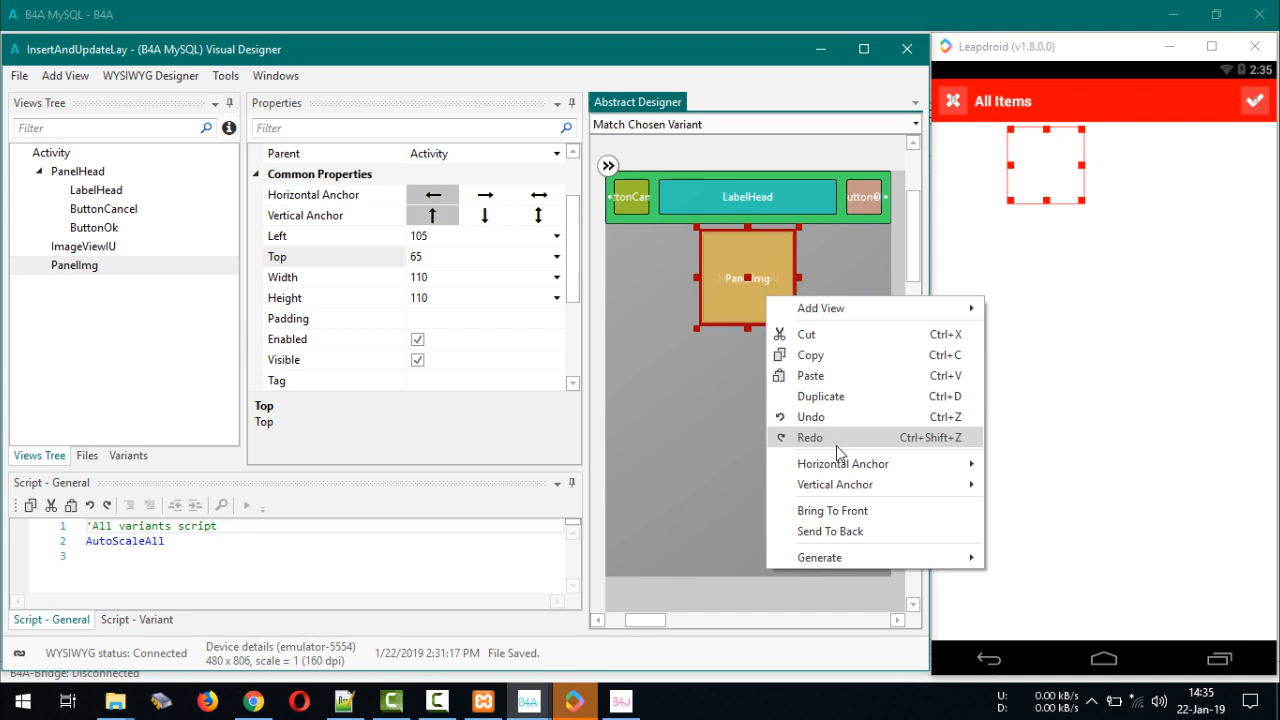 B4A MySQL - B4A
InsertAndUpdateLay - (B4A MySQL) Visual Designer
File Add View WYSIWYG Designer Tools Windows
Views Tree
Filter
Activity
PanelHead
LabelHead
ButtonCancel
ButtonOk
ImageViewIU
PanelImg
Views Tree Files Variants
Properties
Filter
Parent Activity
Common Properties
Horizontal Anchor
Vertical Anchor
Left 105
Top 65
Width 110
Height 110
Padding
Enabled
Visible
Tag
Top
Top
Abstract Designer
Match Chosen Variant
LabelHead
PanelImg
Add View
Cut Ctrl+X
Copy Ctrl+C
Paste Ctrl+V
Duplicate Ctrl+D
Undo Ctrl+Z
Redo Ctrl+Shift+Z
Horizontal Anchor
Vertical Anchor
Bring To Front
Send To Back
Generate
Script - General
1 'All variants script
2 AutoScaleAll
3
Script - General Script - Variant
WYSIWYG status: Connected
Device details (emulator-5554)
480 x 806, scale = 1 (160 dpi)
1/22/2019 2:31:17 PM File Saved.
B4A-Bridge: Disconnected
Leapdroid (v1.8.0.0)
2:35
All Items
B4A
B4J
U: 0.00 kB/s
D: 0.00 kB/s
14:35
22-Jan-19